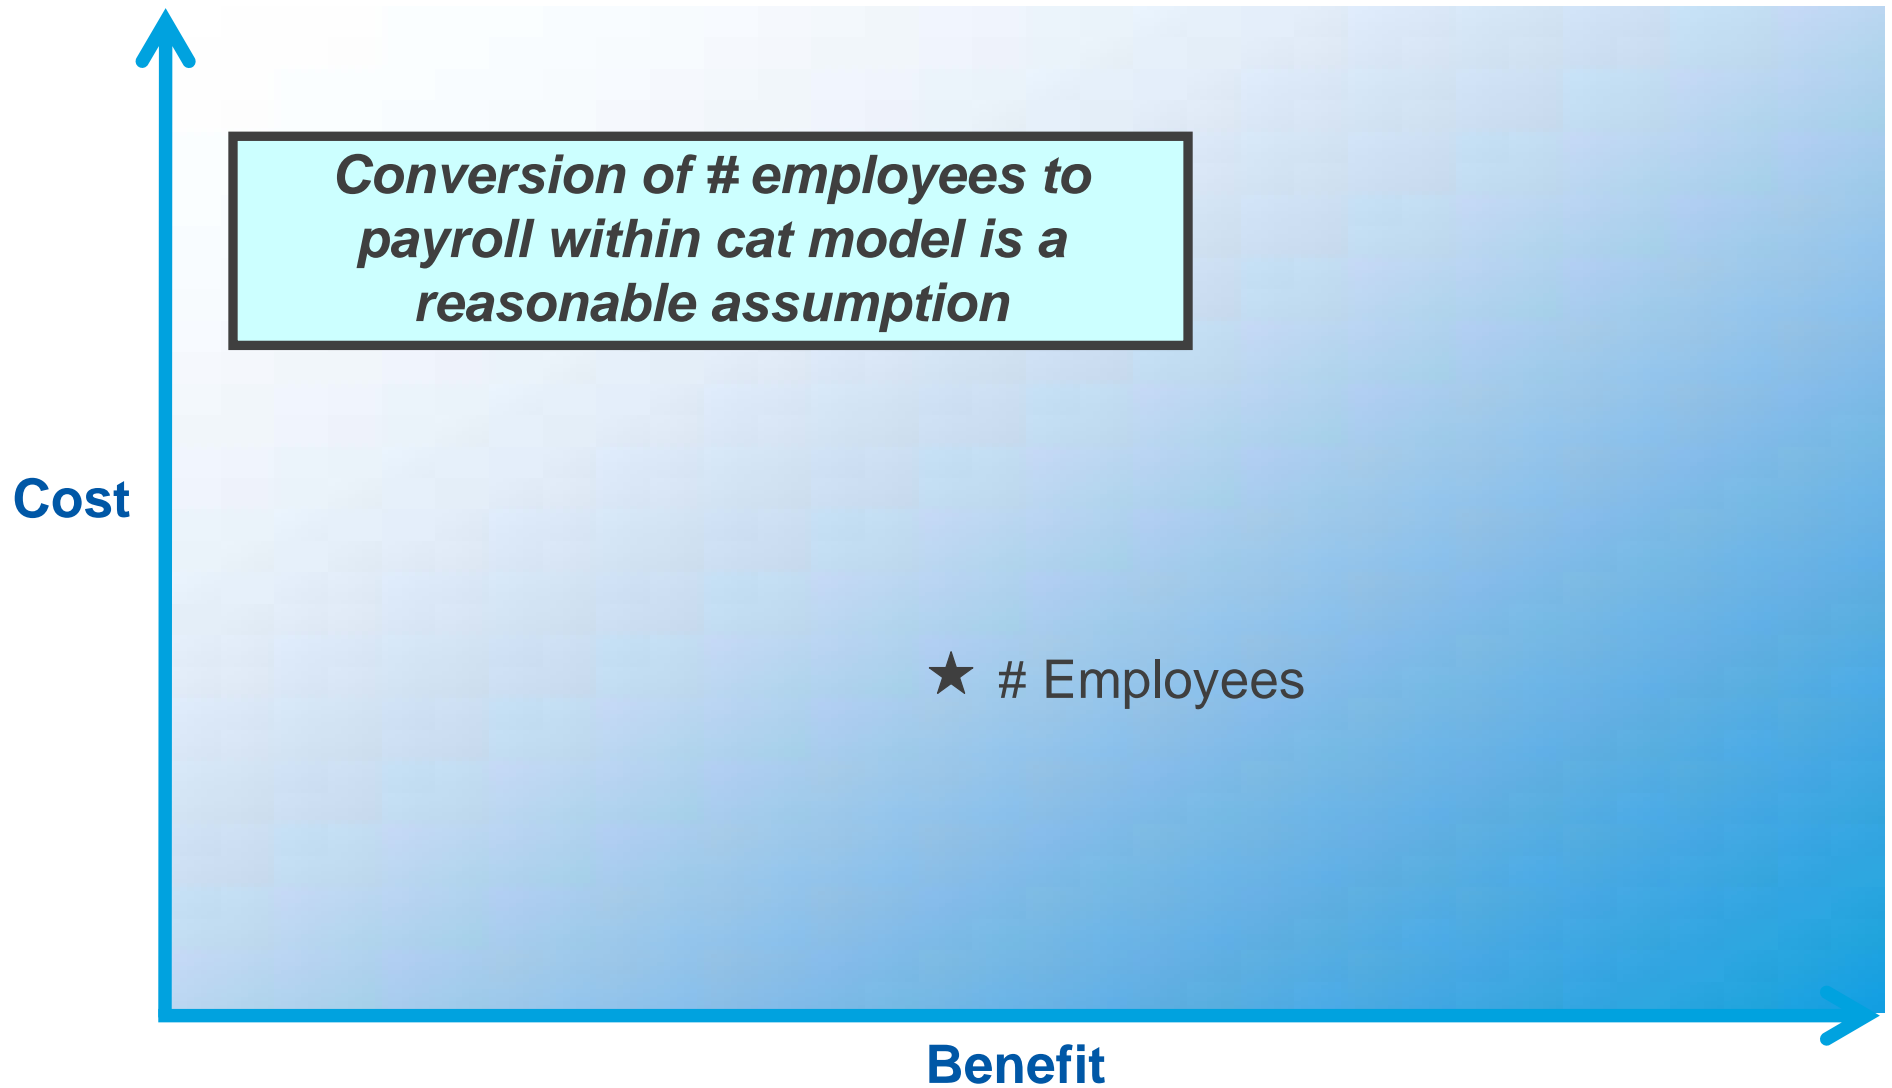 Conversion of # employees to
payroll within cat model is a
reasonable assumption
Cost
# Employees
Benefit